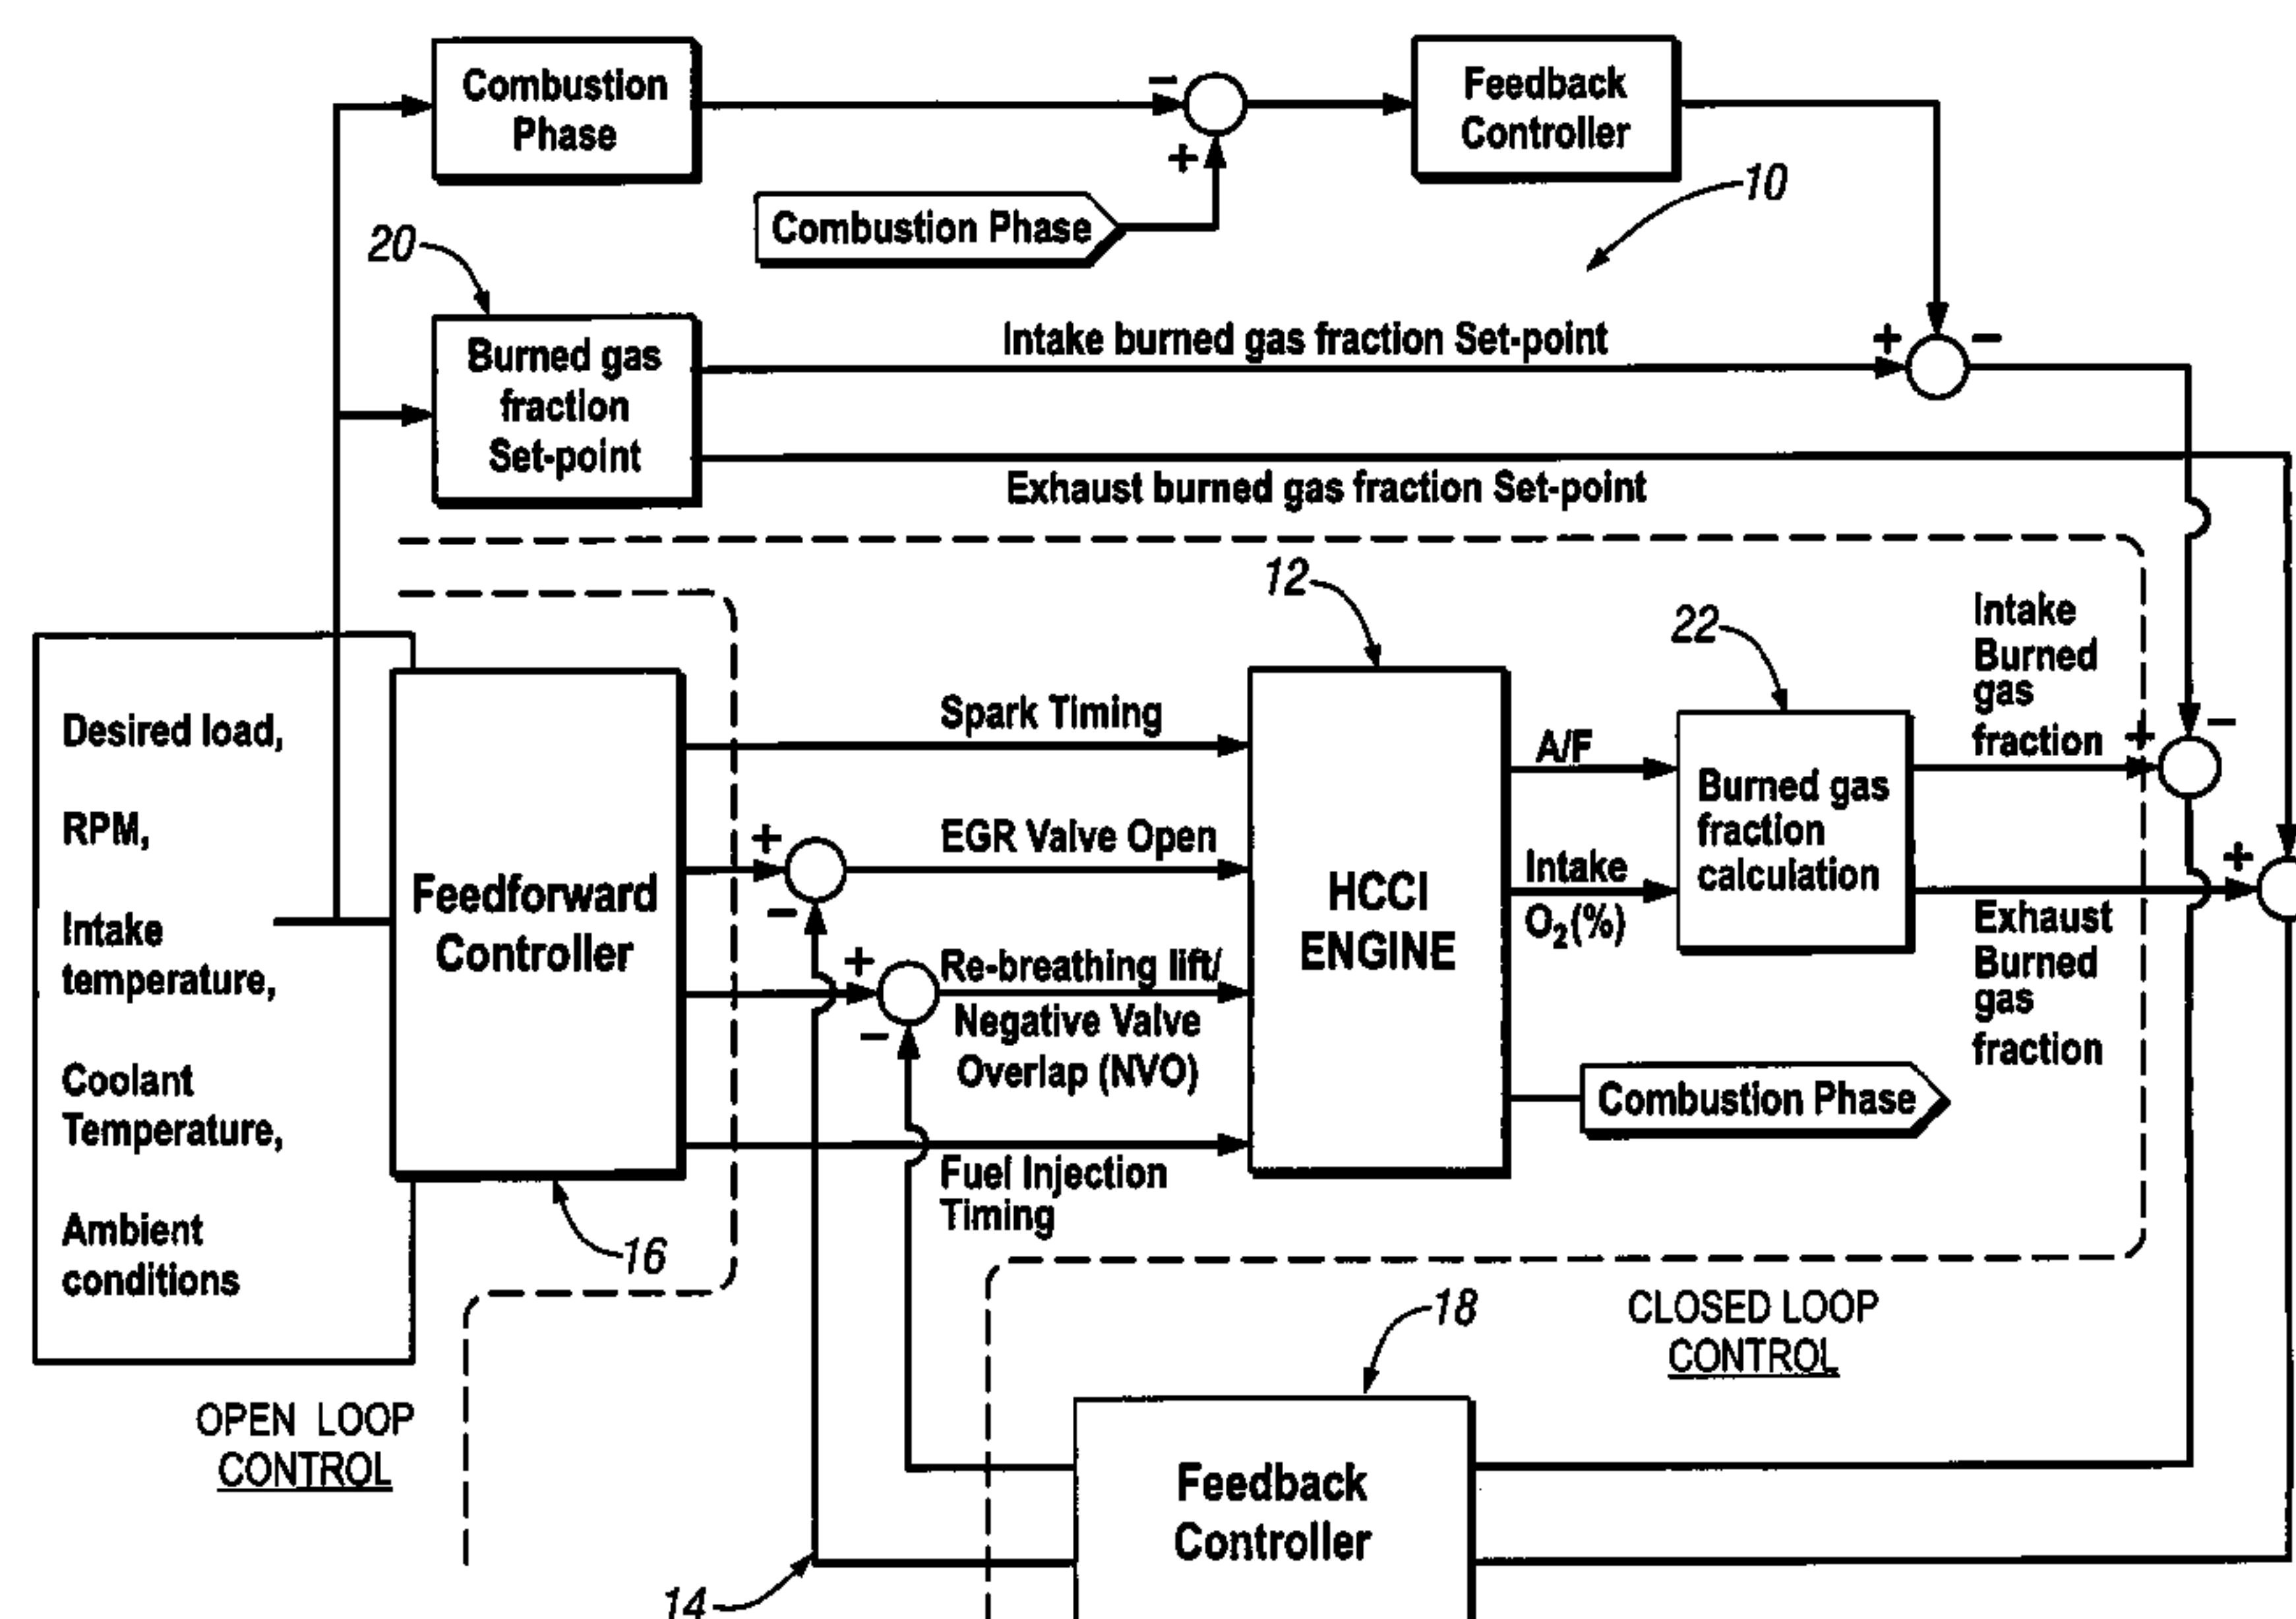 Combustion
Phase
−
+
Feedback
Controller
10
Combustion Phase
20
Burned gas
fraction
Set-point
Intake burned gas fraction Set-point
+
−
Exhaust burned gas fraction Set-point
12
22
Intake
Burned
gas
fraction
+
−
Desired load,
RPM,
Intake
temperature,
Coolant
Temperature,
Ambient
conditions
Feedforward
Controller
16
Spark Timing
+
−
EGR Valve Open
+
−
Re-breathing lift/
Negative Valve
Overlap (NVO)
Fuel Injection
Timing
HCCI
ENGINE
A/F
Intake
O₂(%)
Burned gas
fraction
calculation
+
Exhaust
Burned
gas
fraction
Combustion Phase
OPEN LOOP
CONTROL
CLOSED LOOP
CONTROL
18
Feedback
Controller
14